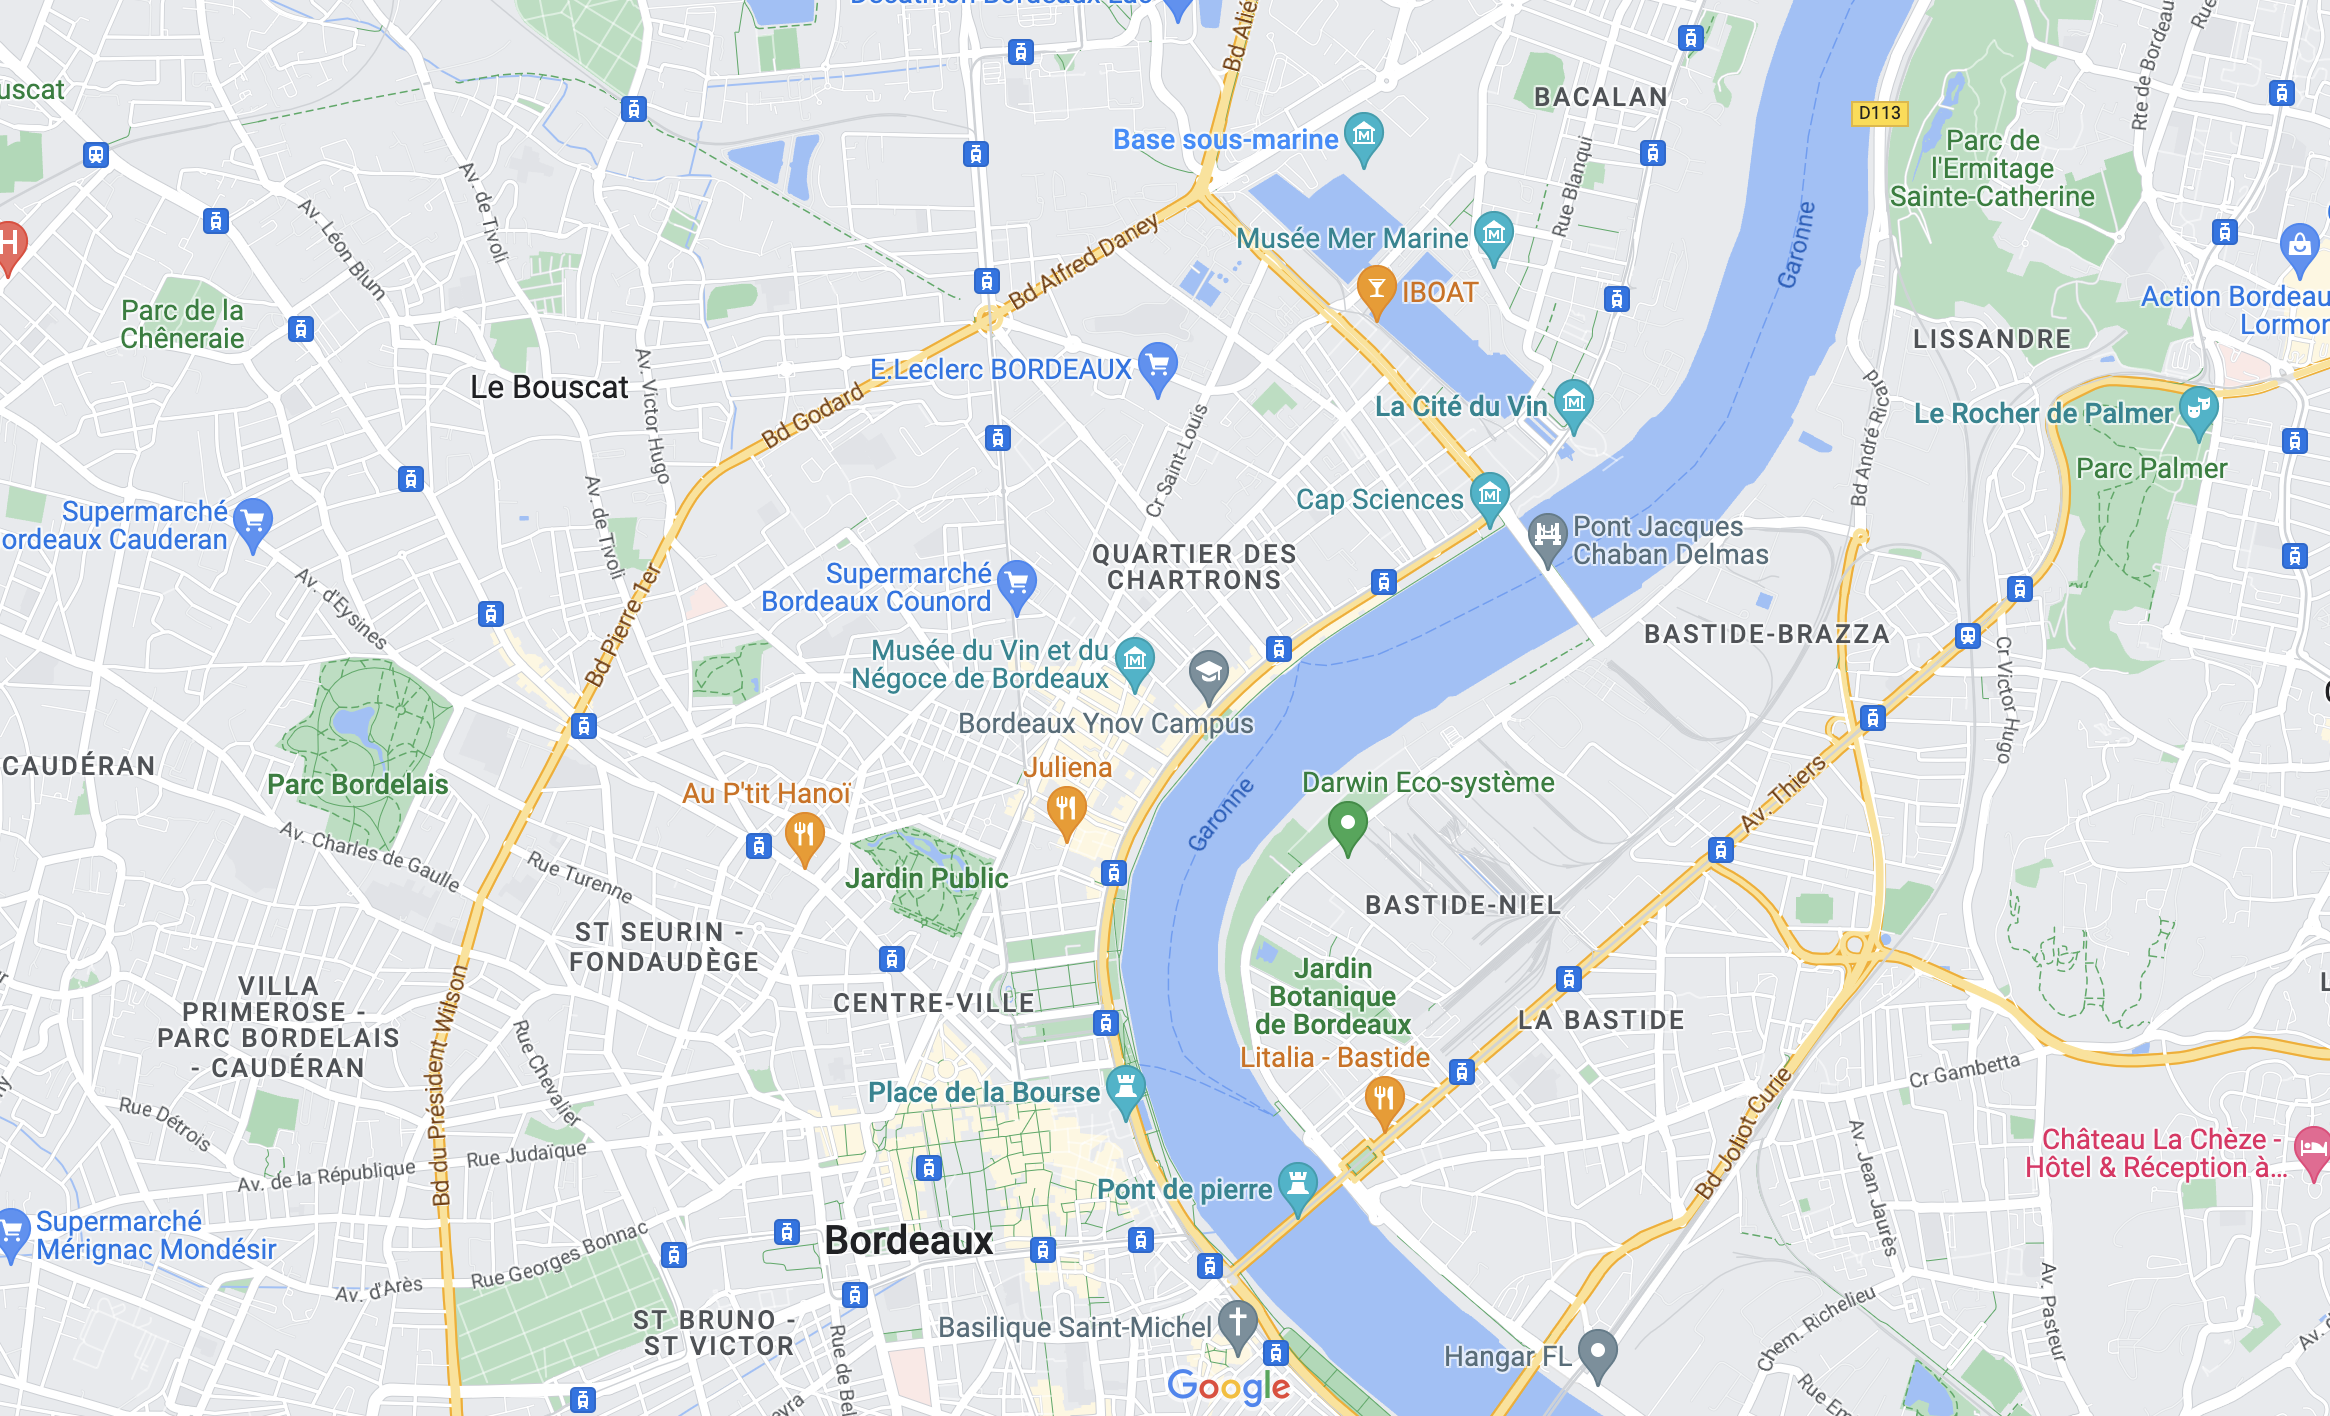 Bd Alié
uscat
BACALAN
D113
Rte de Bordeau
Rue
Base sous-marine
Parc de
l'Ermitage
Sainte-Catherine
Av. Léon Blum
Av. de Tivoli
Rue Blanqui
Garonne
Musée Mer Marine
Bd Alfred Daney
IBOAT
Action Bordeau
Lormon
Parc de la
Chêneraie
LISSANDRE
Le Bouscat
Av. Victor Hugo
E.Leclerc BORDEAUX
Bd Godard
La Cité du Vin
Bd André Ricard
Le Rocher de Palmer
Parc Palmer
Cr Saint-Louis
Cap Sciences
Supermarché
ordeaux Cauderan
Av. de Tivoli
Pont Jacques
Chaban Delmas
QUARTIER DES
CHARTRONS
Supermarché
Bordeaux Counord
Av. d'Eysines
Bd Pierre 1er
BASTIDE-BRAZZA
Musée du Vin et du
Négoce de Bordeaux
Cr Victor Hugo
Bordeaux Ynov Campus
CAUDÉRAN
Parc Bordelais
Juliena
Au P'tit Hanoï
Garonne
Darwin Eco-système
Av. Thiers
Av. Charles de Gaulle
Rue Turenne
Jardin Public
BASTIDE-NIEL
ST SEURIN -
FONDAUDÈGE
VILLA
PRIMEROSE -
PARC BORDELAIS
- CAUDÉRAN
Bd du Président Wilson
CENTRE-VILLE
Jardin
Botanique
de Bordeaux
LA BASTIDE
Litalia - Bastide
Rue Chevalier
Cr Gambetta
Place de la Bourse
Rue Détrois
Bd Joliot Curie
Av. Jean Jaurès
Château La Chèze -
Hôtel & Réception à...
Av. de la République
Rue Judaïque
Pont de pierre
Supermarché
Mérignac Mondésir
Bordeaux
Rue Georges Bonnac
Av. d'Arès
Av. Pasteur
ST BRUNO -
ST VICTOR
Rue de Bel
Basilique Saint-Michel
Chem. Richelieu
Hangar FL
Google